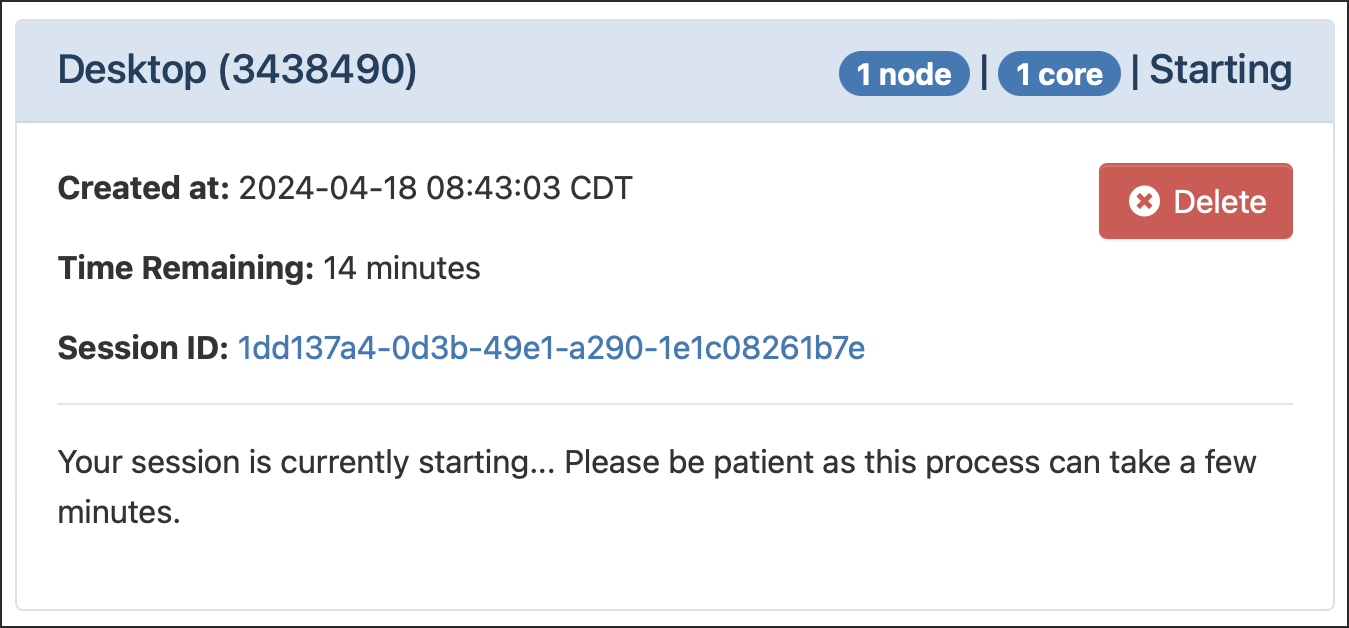 Desktop (3438490) 1 node | 1 core | Starting
Created at: 2024-04-18 08:43:03 CDT
Delete
Time Remaining: 14 minutes
Session ID: 1dd137a4-0d3b-49e1-a290-1e1c08261b7e
Your session is currently starting... Please be patient as this process can take a few
minutes.